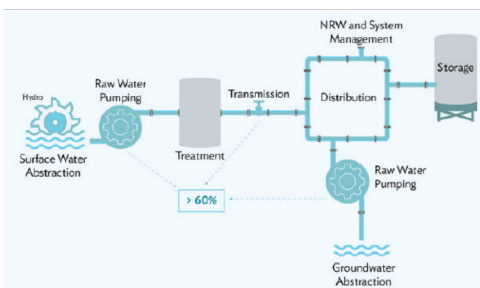 NRW and System
Management
Storage
Raw Water
Pumping
Transmission
Distribution
Hydro
Treatment
Surface Water
Abstraction
Raw Water
Pumping
> 60%
Groundwater
Abstraction